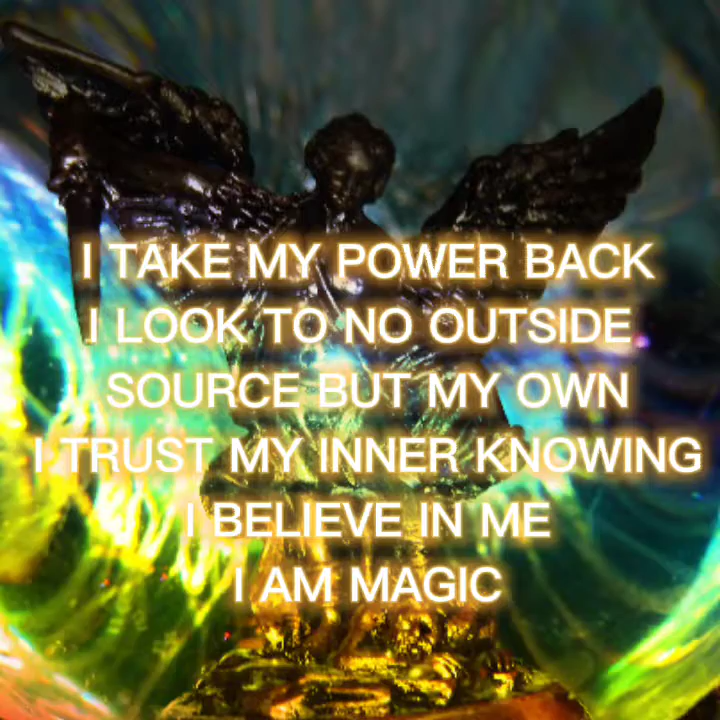 I TAKE MY POWER BACK
I LOOK TO NO OUTSIDE
SOURCE BUT MY OWN
I TRUST MY INNER KNOWING
I BELIEVE IN ME
I AM MAGIC